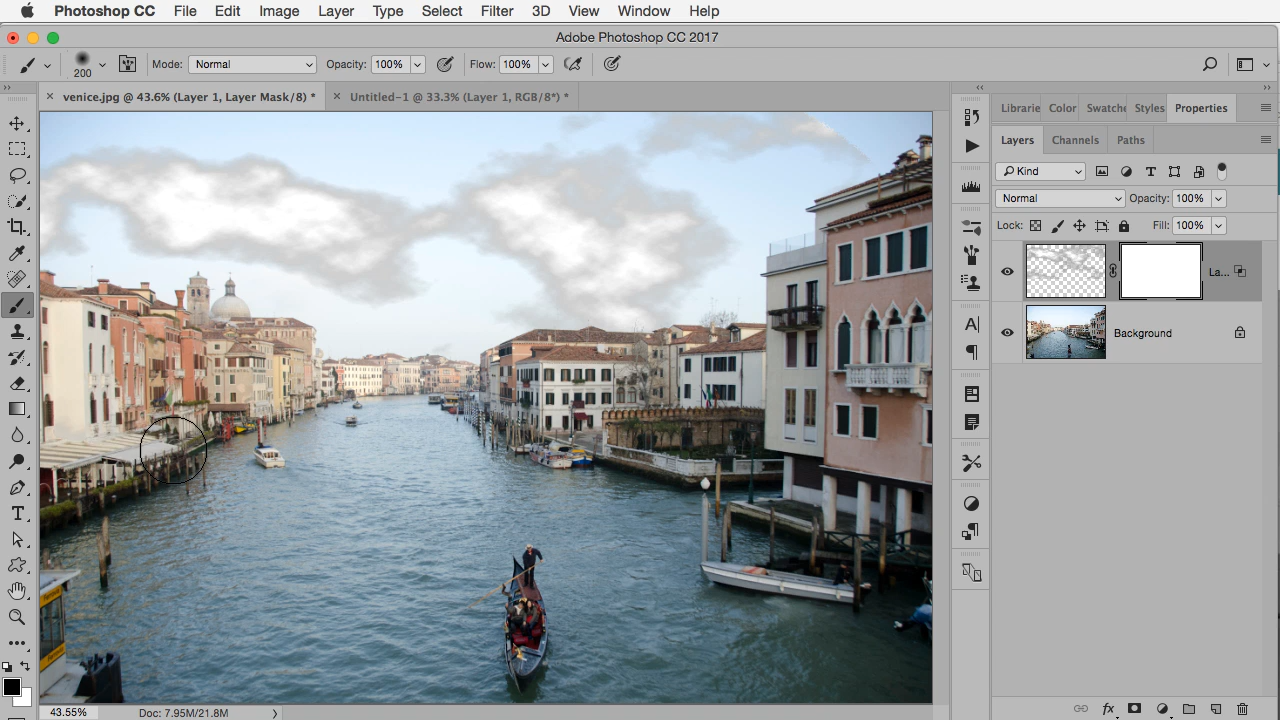 Photoshop CC File Edit Image Layer Type Select Filter 3D View Window Help
Adobe Photoshop CC 2017
200 Mode: Normal Opacity: 100% Flow: 100%
venice.jpg @ 43.6% (Layer 1, Layer Mask/8) * Untitled-1 @ 33.3% (Layer 1, RGB/8*) *
Librarie Color Swatche Styles Properties
Layers Channels Paths
Kind
Normal Opacity: 100%
Lock: Fill: 100%
La...
Background
43.55% Doc: 7.95M/21.8M